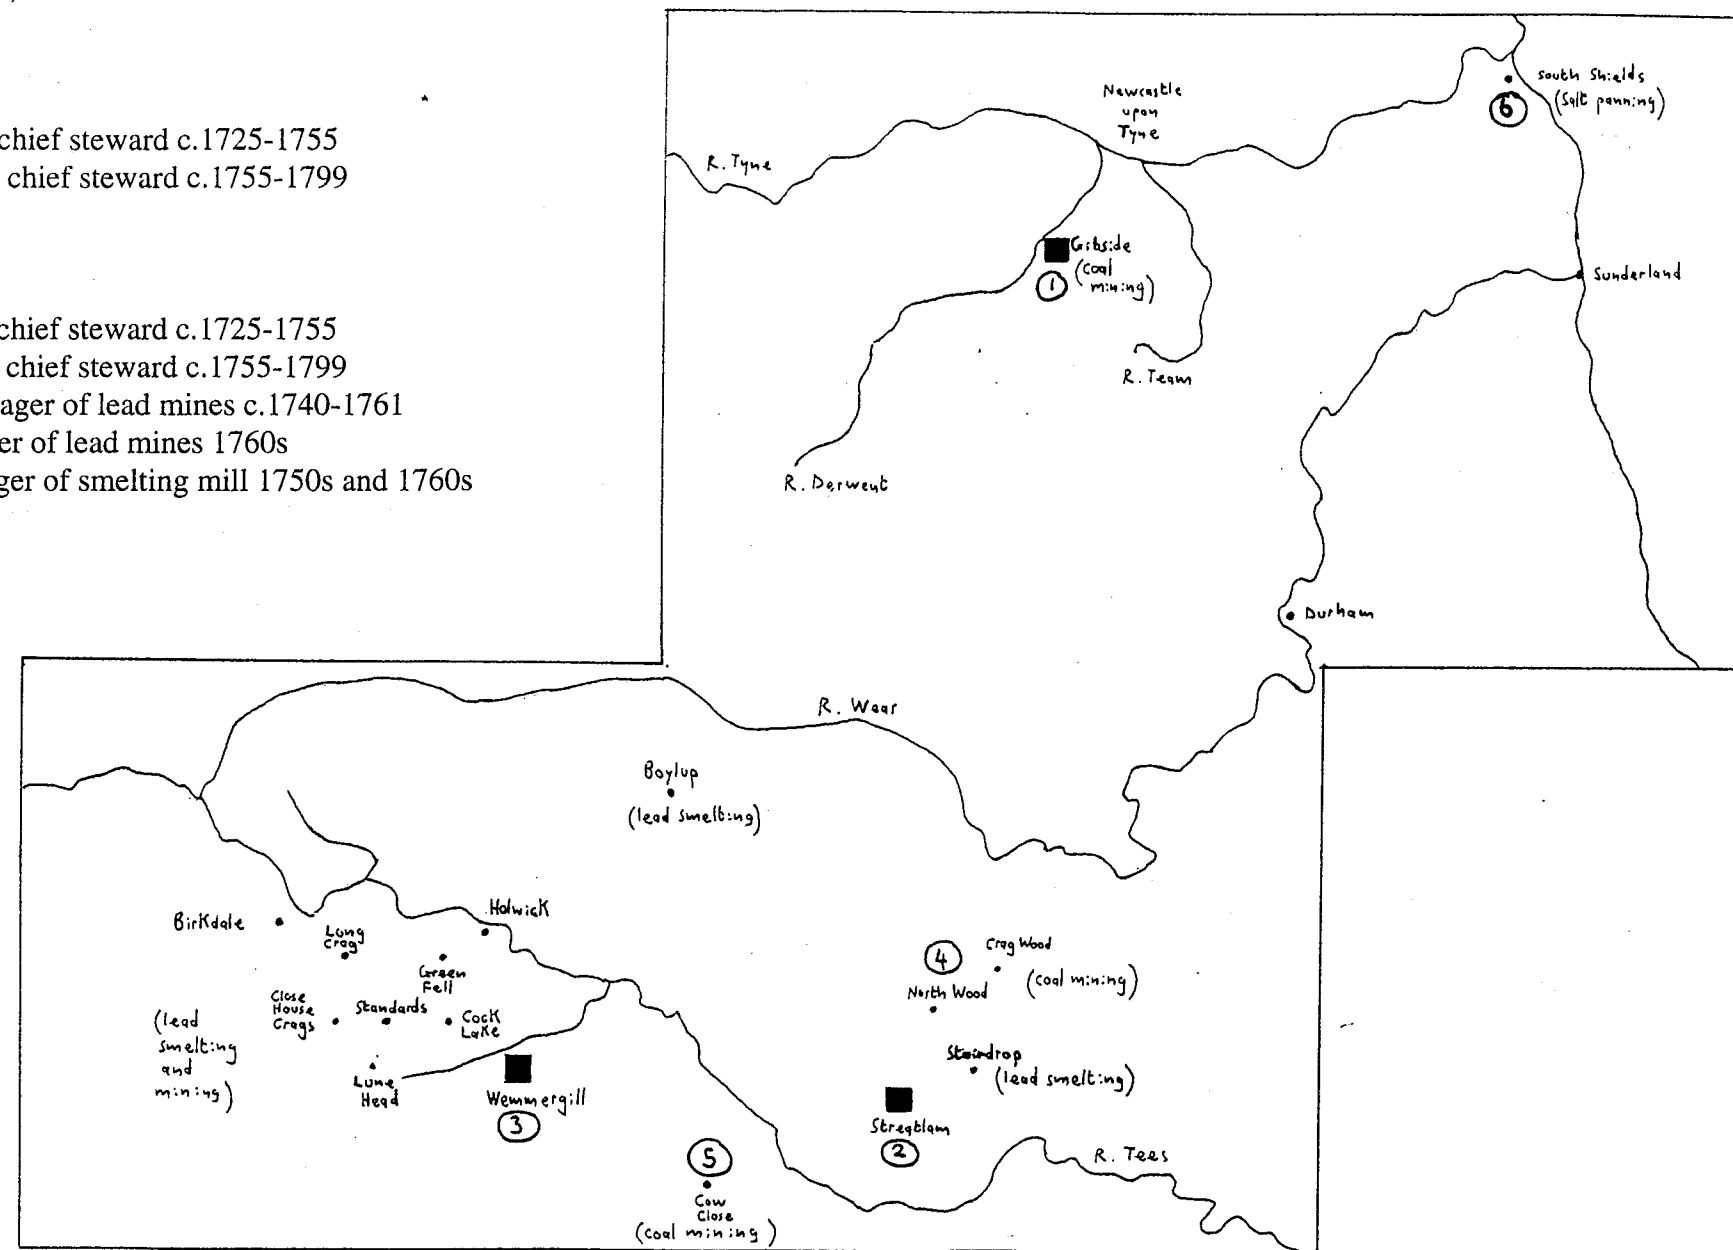 chief steward c.1725-1755
chief steward c.1755-1799
chief steward c.1725-1755
chief steward c.1755-1799
ager of lead mines c.1740-1761
er of lead mines 1760s
ger of smelting mill 1750s and 1760s
South Shields
(Salt panning)
6
Newcastle
upon
Tyne
R. Tyne
Gibside
(coal
mining)
1
Sunderland
R. Team
R. Derwent
Durham
R. Wear
Boylup
(lead smelting)
Birkdale
Long
Crag
Holwick
Green
Fell
Close
House
Crags
Standards
Cock
Lake
(lead
smelting
and
mining)
Lune
Head
Wemmergill
3
4
Crag Wood
(coal mining)
North Wood
Staindrop
(lead smelting)
Streatlam
2
R. Tees
5
Cow
Close
(coal mining)